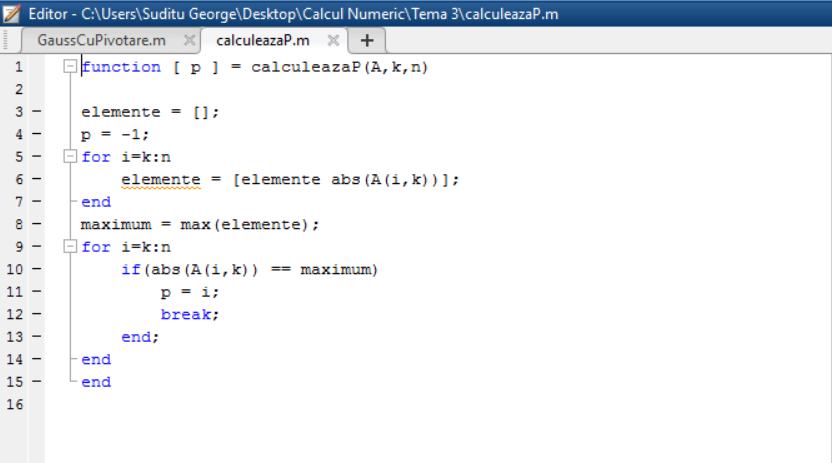 Editor - C:\Users\Suditu George\Desktop\Calcul Numeric\Tema 3\calculeazaP.m
GaussCuPivotare.m × calculeazaP.m × +
1 function [ p ] = calculeazaP(A,k,n)
2
3 - elemente = [];
4 - p = -1;
5 - for i=k:n
6 - elemente = [elemente abs(A(i,k))];
7 - end
8 - maximum = max(elemente);
9 - for i=k:n
10 - if(abs(A(i,k)) == maximum)
11 - p = i;
12 - break;
13 - end;
14 - end
15 - end
16